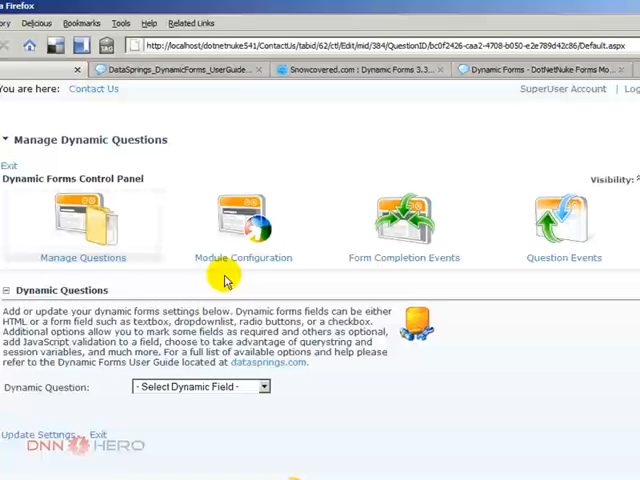 a Firefox
ory Delicious Bookmarks Tools Help Related Links
TAG http://localhost/dotnetnuke541/ContactUs/tabid/62/ctl/Edit/mid/384/QuestionID/bc0f2426-caa2-4708-b050-e2e789d42c86/Default.aspx
DataSprings_DynamicForms_UserGuide... Snowcovered.com : Dynamic Forms 3.3... Dynamic Forms - DotNetNuke Forms Mo...
You are here: Contact Us SuperUser Account Log
Manage Dynamic Questions
Exit
Dynamic Forms Control Panel Visibility:
Manage Questions Module Configuration Form Completion Events Question Events
Dynamic Questions
Add or update your dynamic forms settings below. Dynamic forms fields can be either
HTML or a form field such as textbox, dropdownlist, radio buttons, or a checkbox.
Additional options allow you to mark some fields as required and others as optional,
add JavaScript validation to a field, choose to take advantage of querystring and
session variables, and much more. For a full list of available options and help please
refer to the Dynamic Forms User Guide located at datasprings.com.
Dynamic Question: - Select Dynamic Field -
Update Settings Exit
DNN HERO